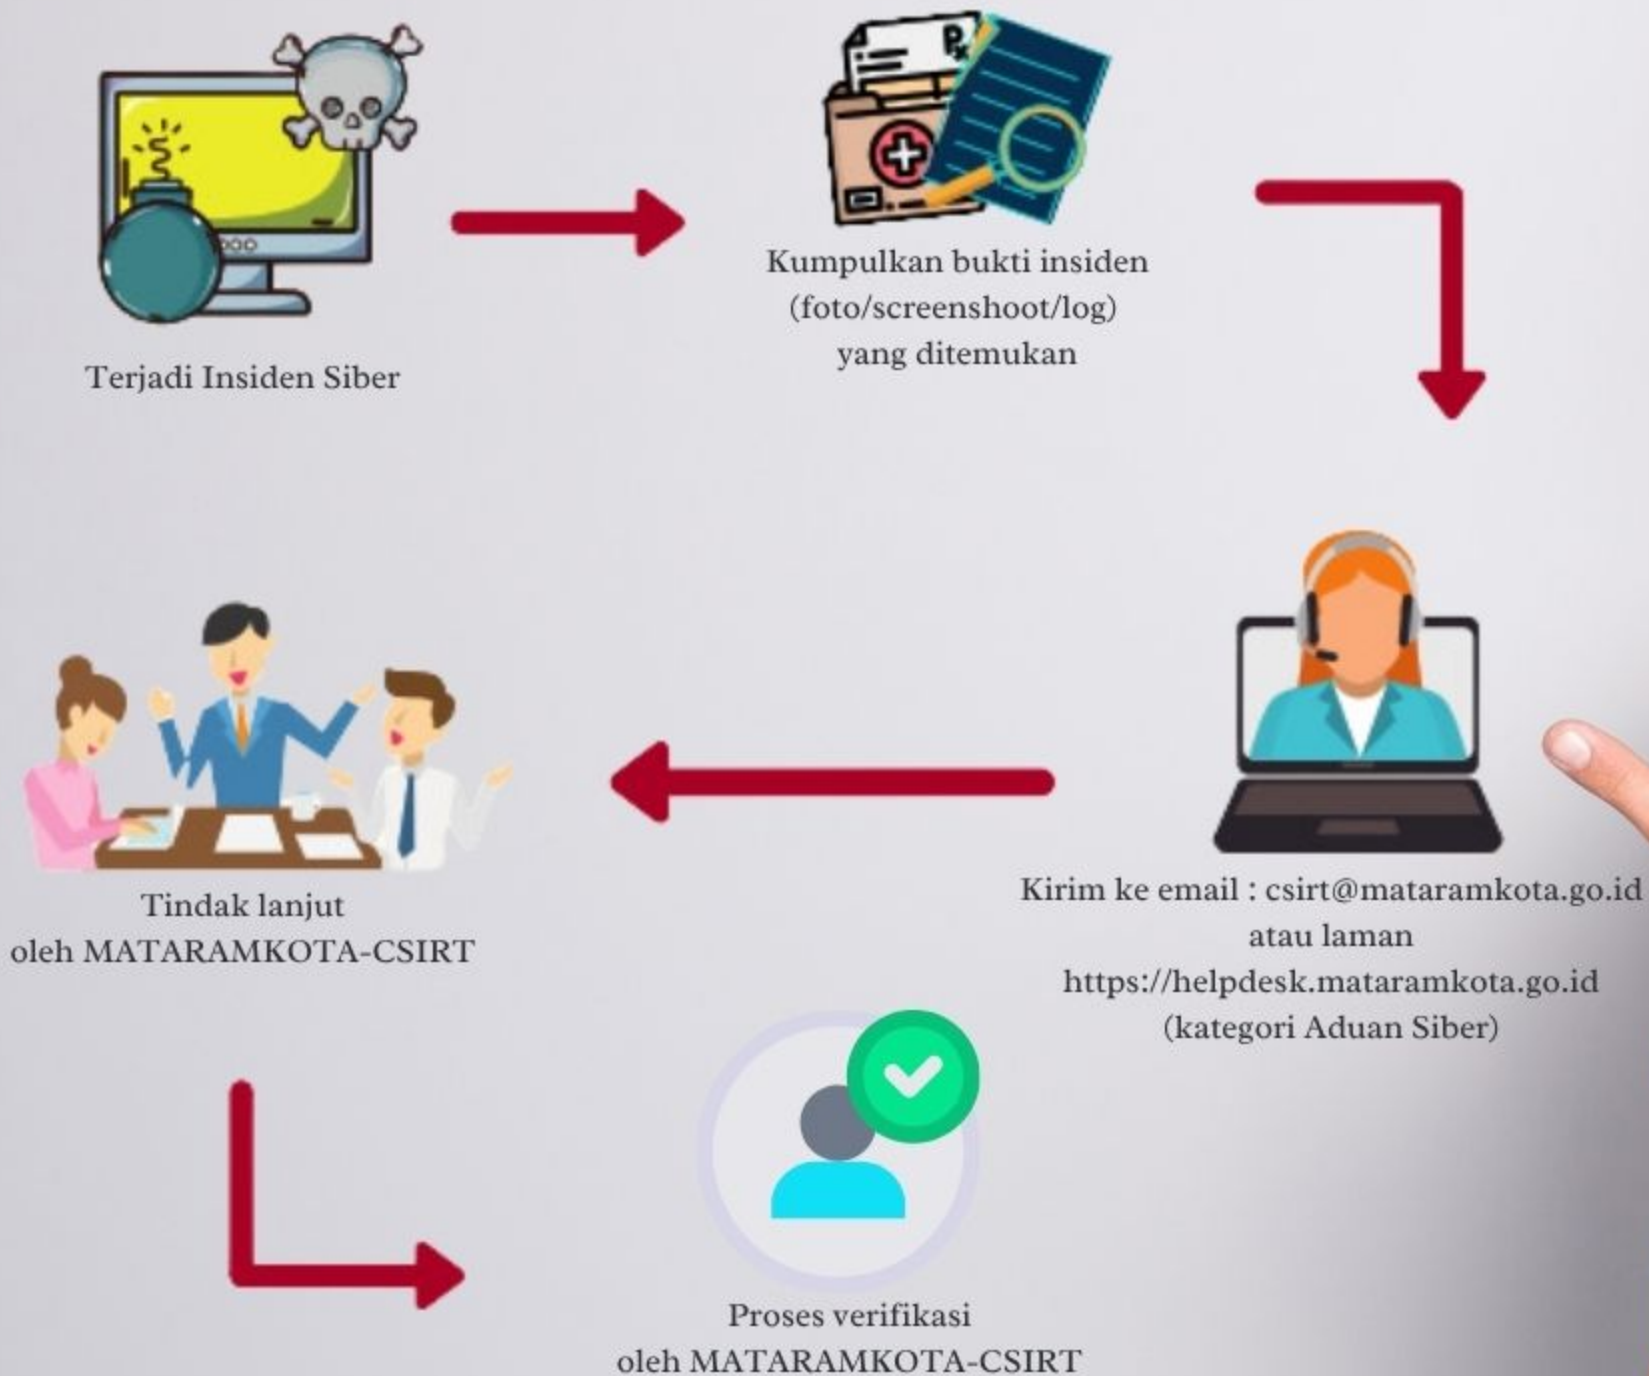 Terjadi Insiden Siber
Kumpulkan bukti insiden
(foto/screenshoot/log)
yang ditemukan
Kirim ke email : csirt@mataramkota.go.id
atau laman
https://helpdesk.mataramkota.go.id
(kategori Aduan Siber)
Tindak lanjut
oleh MATARAMKOTA-CSIRT
Proses verifikasi
oleh MATARAMKOTA-CSIRT